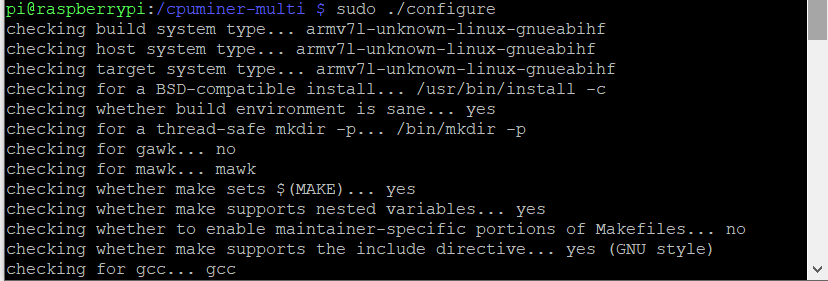 pi@raspberrypi:/cpuminer-multi $ sudo ./configure
checking build system type... armv7l-unknown-linux-gnueabihf
checking host system type... armv7l-unknown-linux-gnueabihf
checking target system type... armv7l-unknown-linux-gnueabihf
checking for a BSD-compatible install... /usr/bin/install -c
checking whether build environment is sane... yes
checking for a thread-safe mkdir -p... /bin/mkdir -p
checking for gawk... no
checking for mawk... mawk
checking whether make sets $(MAKE)... yes
checking whether make supports nested variables... yes
checking whether to enable maintainer-specific portions of Makefiles... no
checking whether make supports the include directive... yes (GNU style)
checking for gcc... gcc